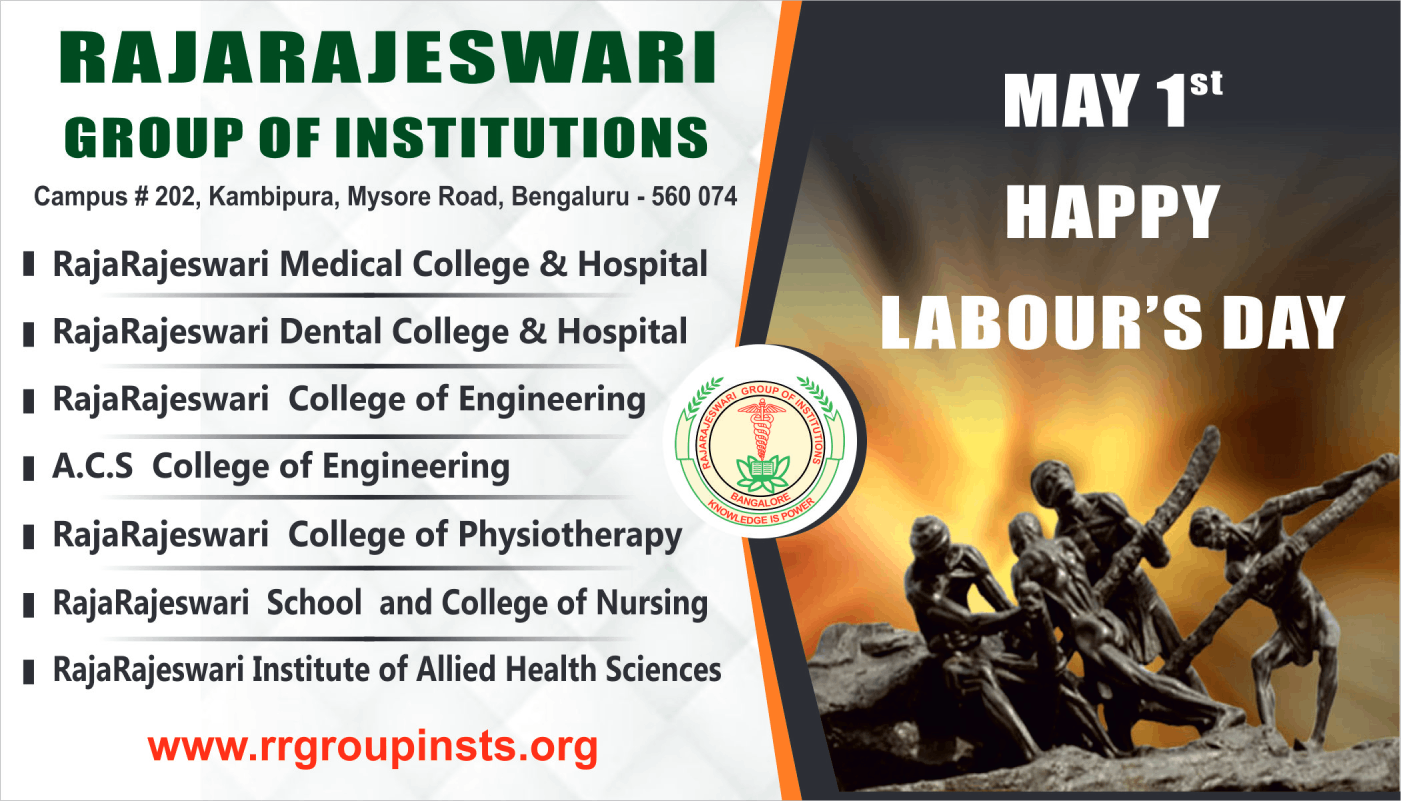 RAJARAJESWARI
GROUP OF INSTITUTIONS
Campus # 202, Kambipura, Mysore Road, Bengaluru - 560 074
RajaRajeswari Medical College & Hospital
RajaRajeswari Dental College & Hospital
RajaRajeswari College of Engineering
A.C.S College of Engineering
RajaRajeswari College of Physiotherapy
RajaRajeswari School and College of Nursing
RajaRajeswari Institute of Allied Health Sciences
www.rrgroupinsts.org
RAJARAJESWARI GROUP OF INSTITUTIONS
BANGALORE
KNOWLEDGE IS POWER
MAY 1st
HAPPY
LABOUR’S DAY